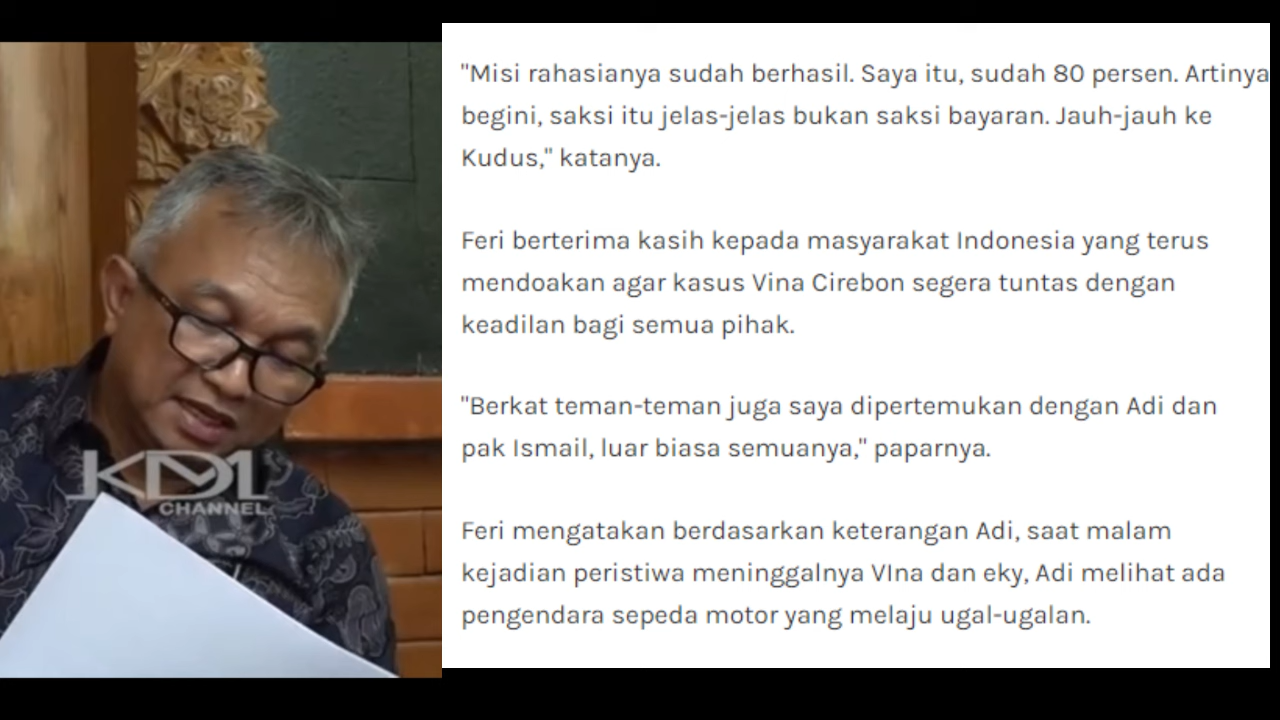 "Misi rahasianya sudah berhasil. Saya itu, sudah 80 persen. Artinya
begini, saksi itu jelas-jelas bukan saksi bayaran. Jauh-jauh ke
Kudus," katanya.
Feri berterima kasih kepada masyarakat Indonesia yang terus
mendoakan agar kasus Vina Cirebon segera tuntas dengan
keadilan bagi semua pihak.
"Berkat teman-teman juga saya dipertemukan dengan Adi dan
pak Ismail, luar biasa semuanya," paparnya.
Feri mengatakan berdasarkan keterangan Adi, saat malam
kejadian peristiwa meninggalnya VIna dan eky, Adi melihat ada
pengendara sepeda motor yang melaju ugal-ugalan.
KDM
CHANNEL